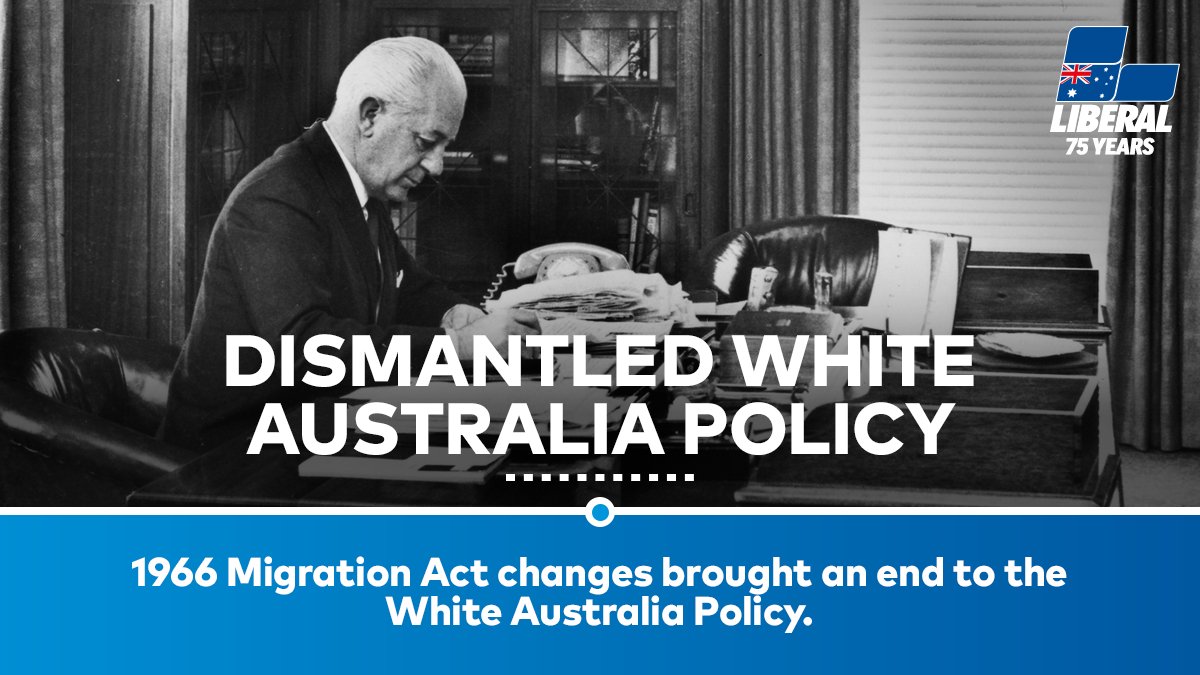 LIBERAL
75 YEARS
DISMANTLED WHITE
AUSTRALIA POLICY
1966 Migration Act changes brought an end to the
White Australia Policy.